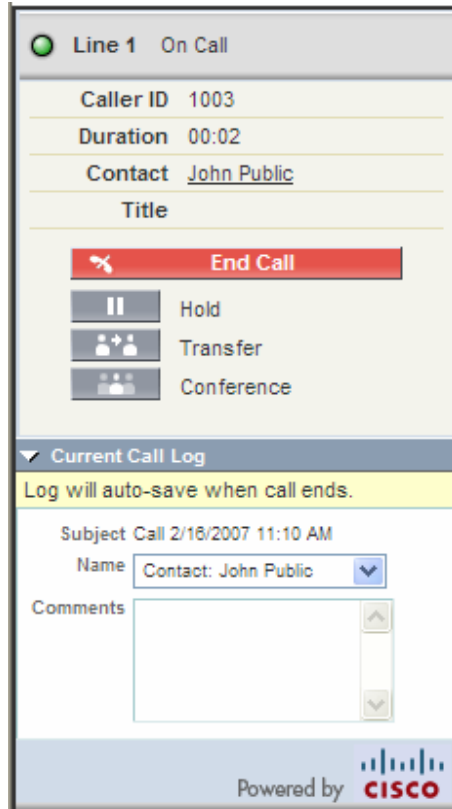 Line 1 On Call
Caller ID 1003
Duration 00:02
Contact John Public
Title
End Call
Hold
Transfer
Conference
Current Call Log
Log will auto-save when call ends.
Subject Call 2/16/2007 11:10 AM
Name Contact: John Public
Comments
Powered by CISCO